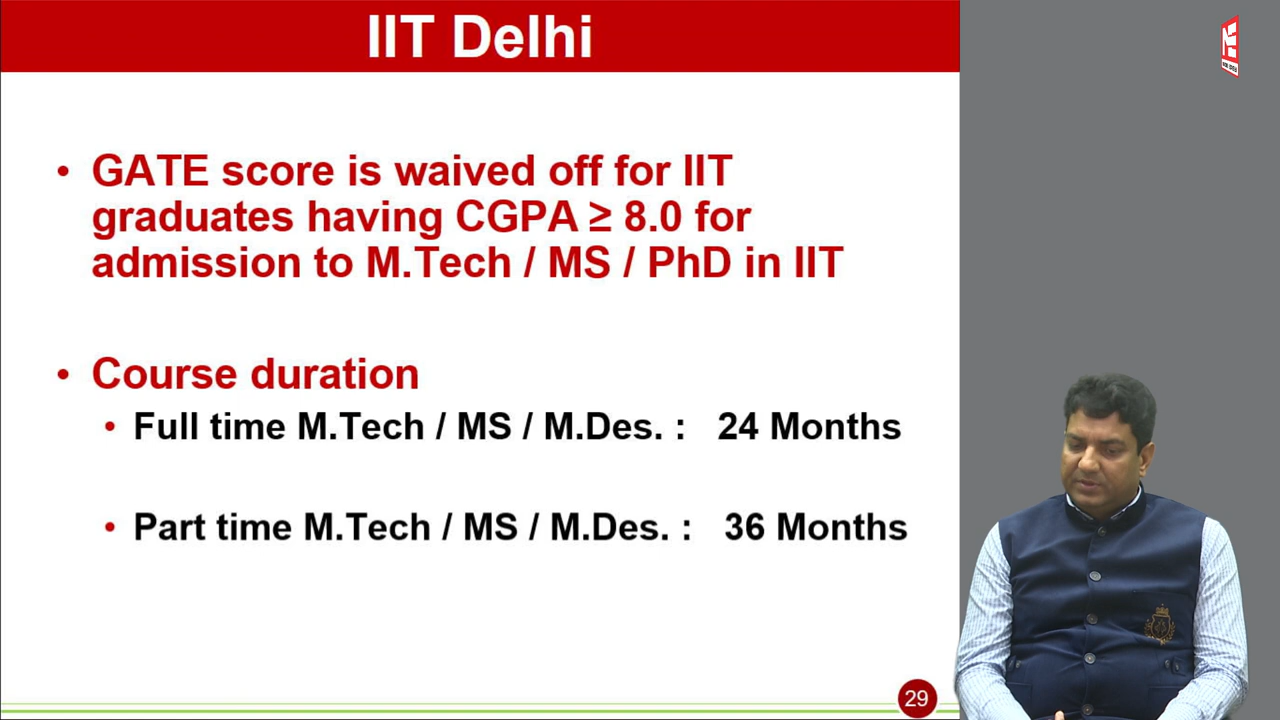 IIT Delhi
• GATE score is waived off for IIT
graduates having CGPA ≥ 8.0 for
admission to M.Tech / MS / PhD in IIT
• Course duration
• Full time M.Tech / MS / M.Des. : 24 Months
• Part time M.Tech / MS / M.Des. : 36 Months
29